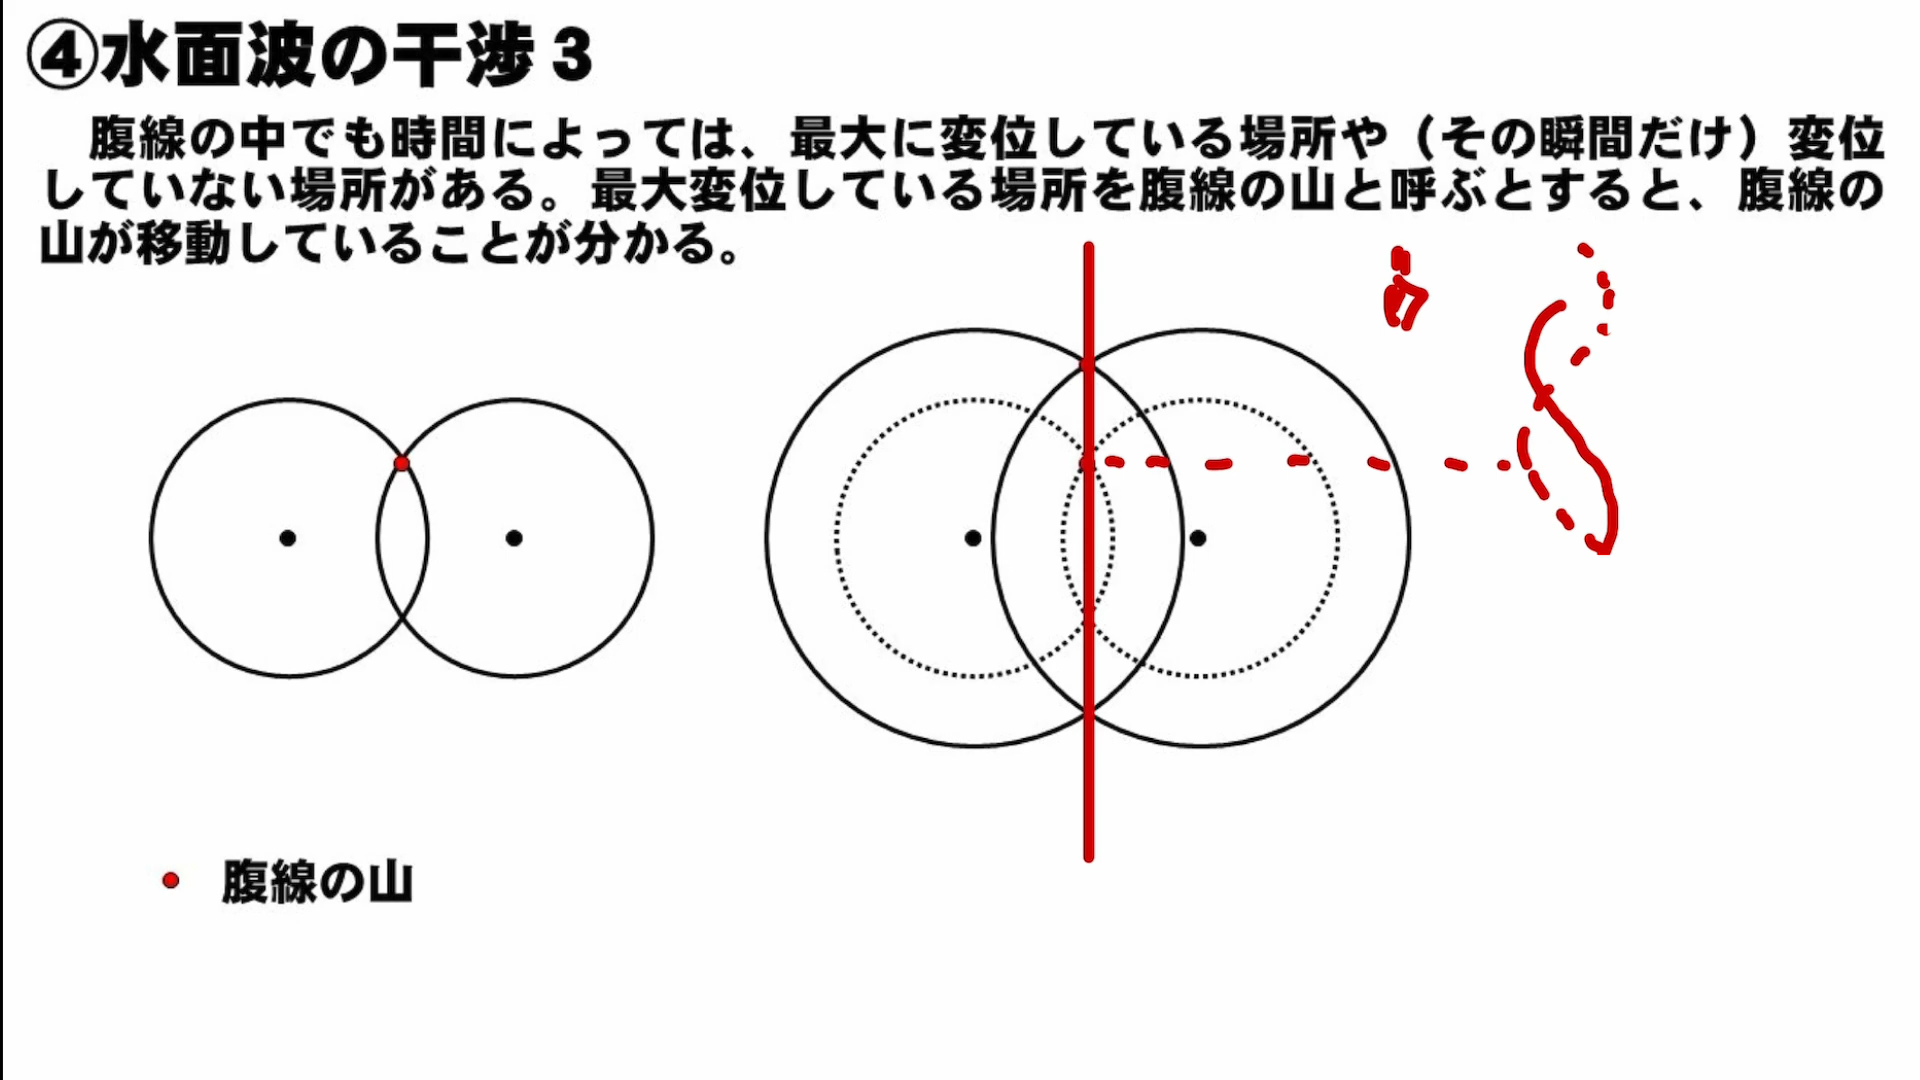 ④水面波の干渉3
腹線の中でも時間によっては、最大に変位している場所や（その瞬間だけ）変位
していない場所がある。最大変位している場所を腹線の山と呼ぶとすると、腹線の
山が移動していることが分かる。
腹線の山